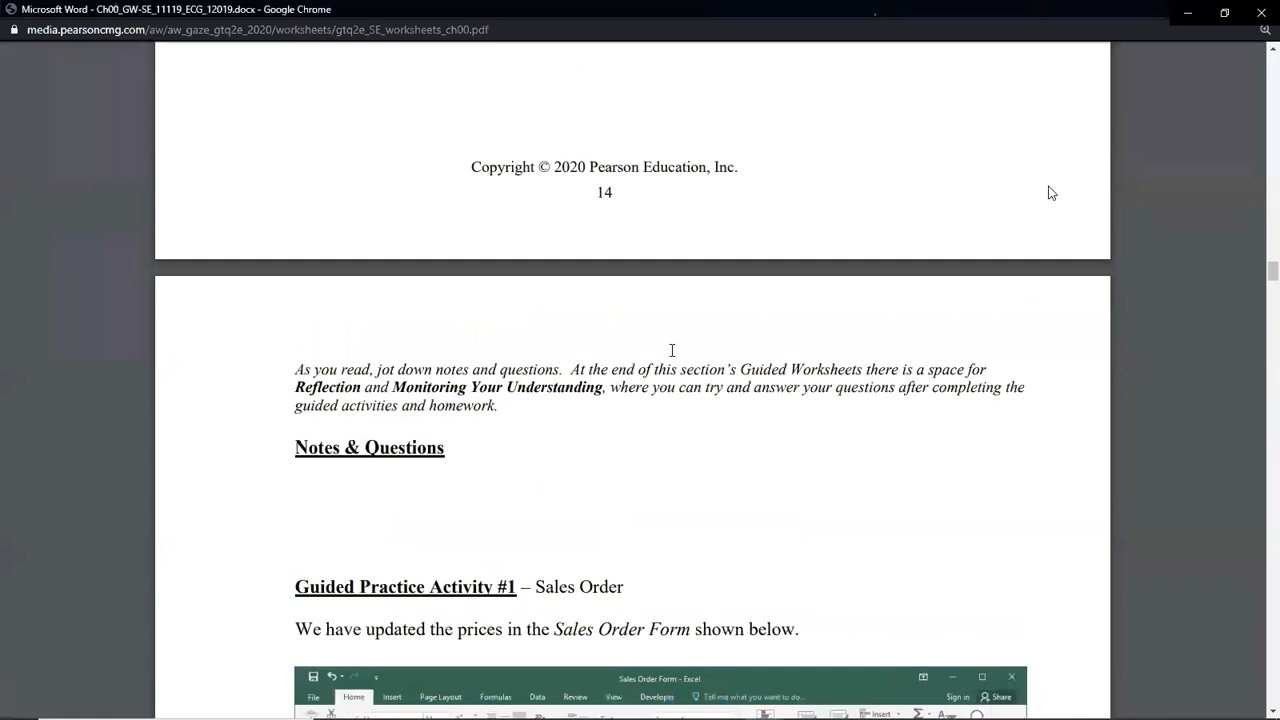 Microsoft Word - Ch00_GW-SE_11119_ECG_12019.docx - Google Chrome
media.pearsoncmg.com/aw/aw_gaze_gtq2e_2020/worksheets/gtq2e_SE_worksheets_ch00.pdf
Copyright © 2020 Pearson Education, Inc.
14
As you read, jot down notes and questions.  At the end of this section's Guided Worksheets there is a space for
Reflection and Monitoring Your Understanding, where you can try and answer your questions after completing the
guided activities and homework.
Notes & Questions
Guided Practice Activity #1 – Sales Order
We have updated the prices in the Sales Order Form shown below.
Sales Order Form - Excel
File Home Insert Page Layout Formulas Data Review View Developer Tell me what you want to do... Sign in Share
Insert